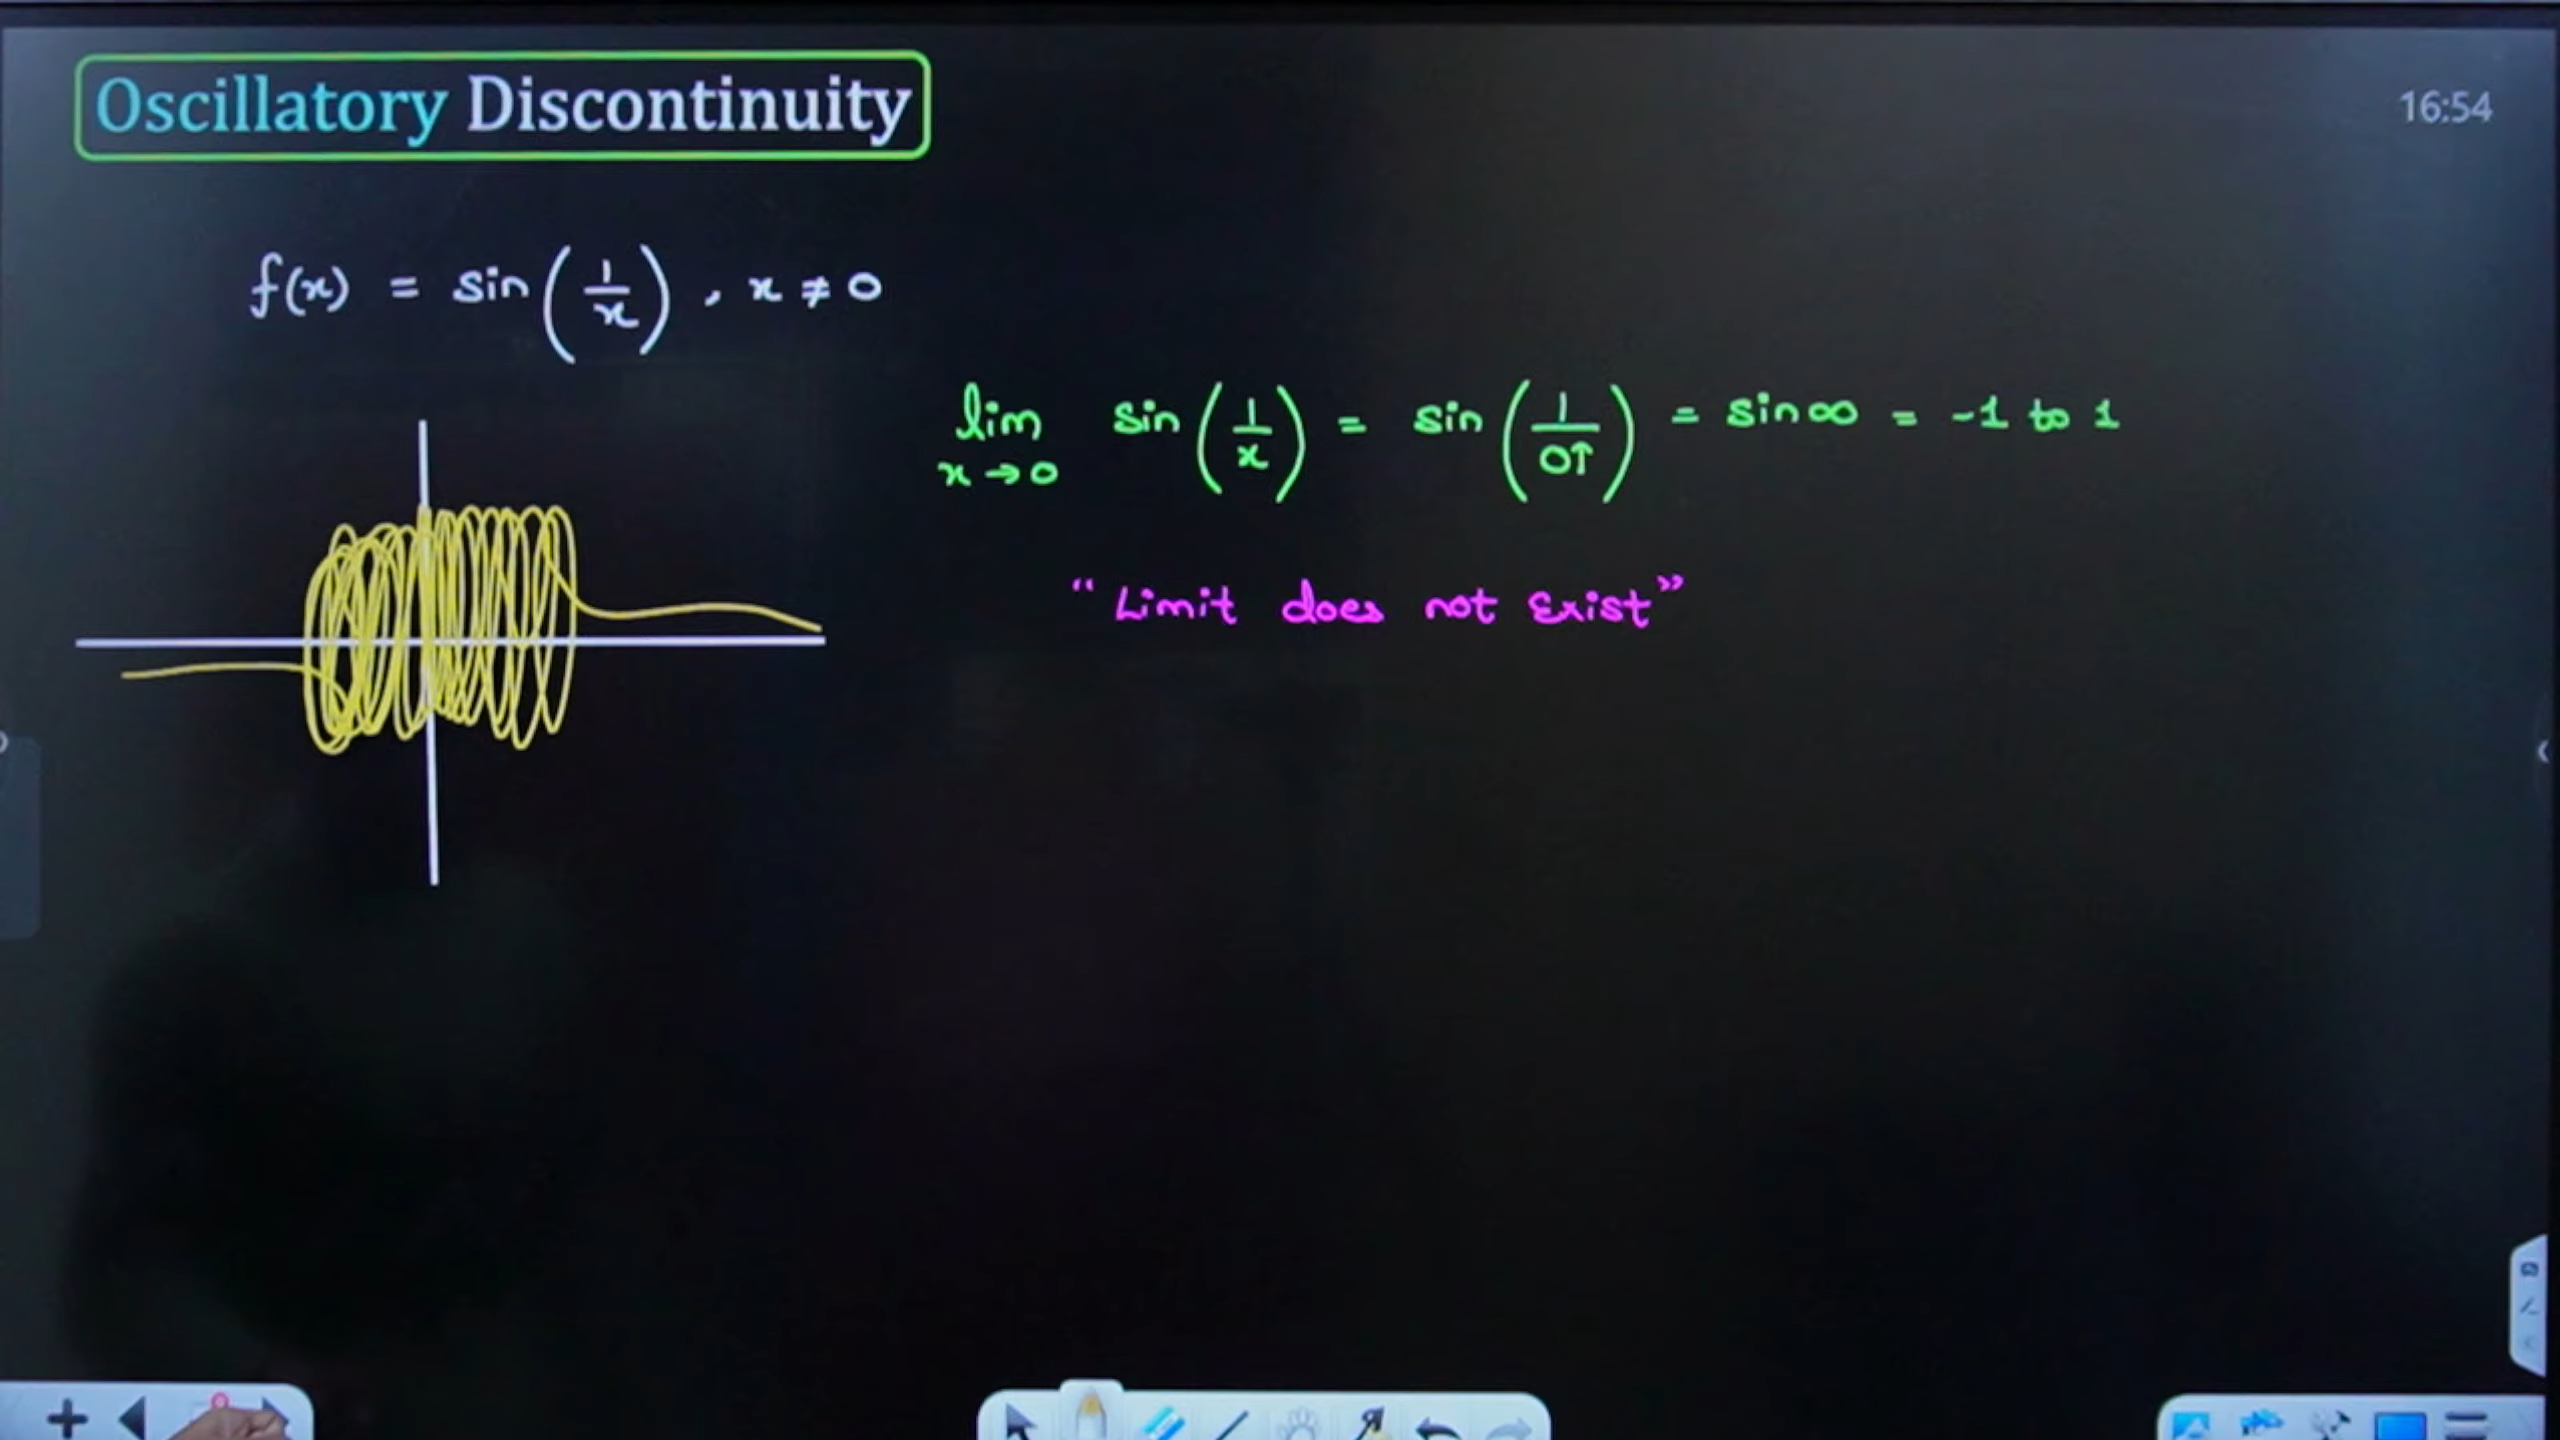 Oscillatory Discontinuity
16:54
f(x) = sin(1/x), x ≠ 0
lim x→0 sin(1/x) = sin(1/0↑) = sin∞ = -1 to 1
"Limit does not Exist"